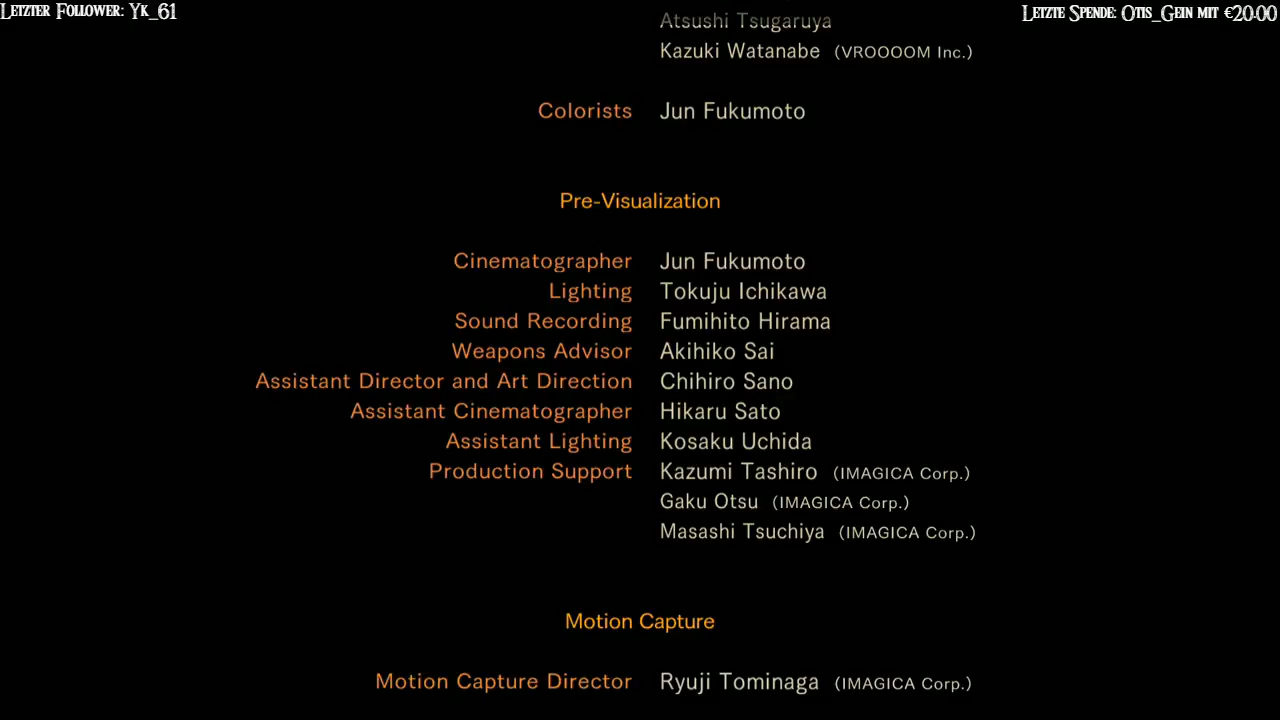 Letzter Follower: Yk_61
Letzte Spende: Otis_Gein mit €20.00
Atsushi Tsugaruya
Kazuki Watanabe (VROOOOM Inc.)
Colorists Jun Fukumoto
Pre-Visualization
Cinematographer Jun Fukumoto
Lighting Tokuju Ichikawa
Sound Recording Fumihito Hirama
Weapons Advisor Akihiko Sai
Assistant Director and Art Direction Chihiro Sano
Assistant Cinematographer Hikaru Sato
Assistant Lighting Kosaku Uchida
Production Support Kazumi Tashiro (IMAGICA Corp.)
Gaku Otsu (IMAGICA Corp.)
Masashi Tsuchiya (IMAGICA Corp.)
Motion Capture
Motion Capture Director Ryuji Tominaga (IMAGICA Corp.)